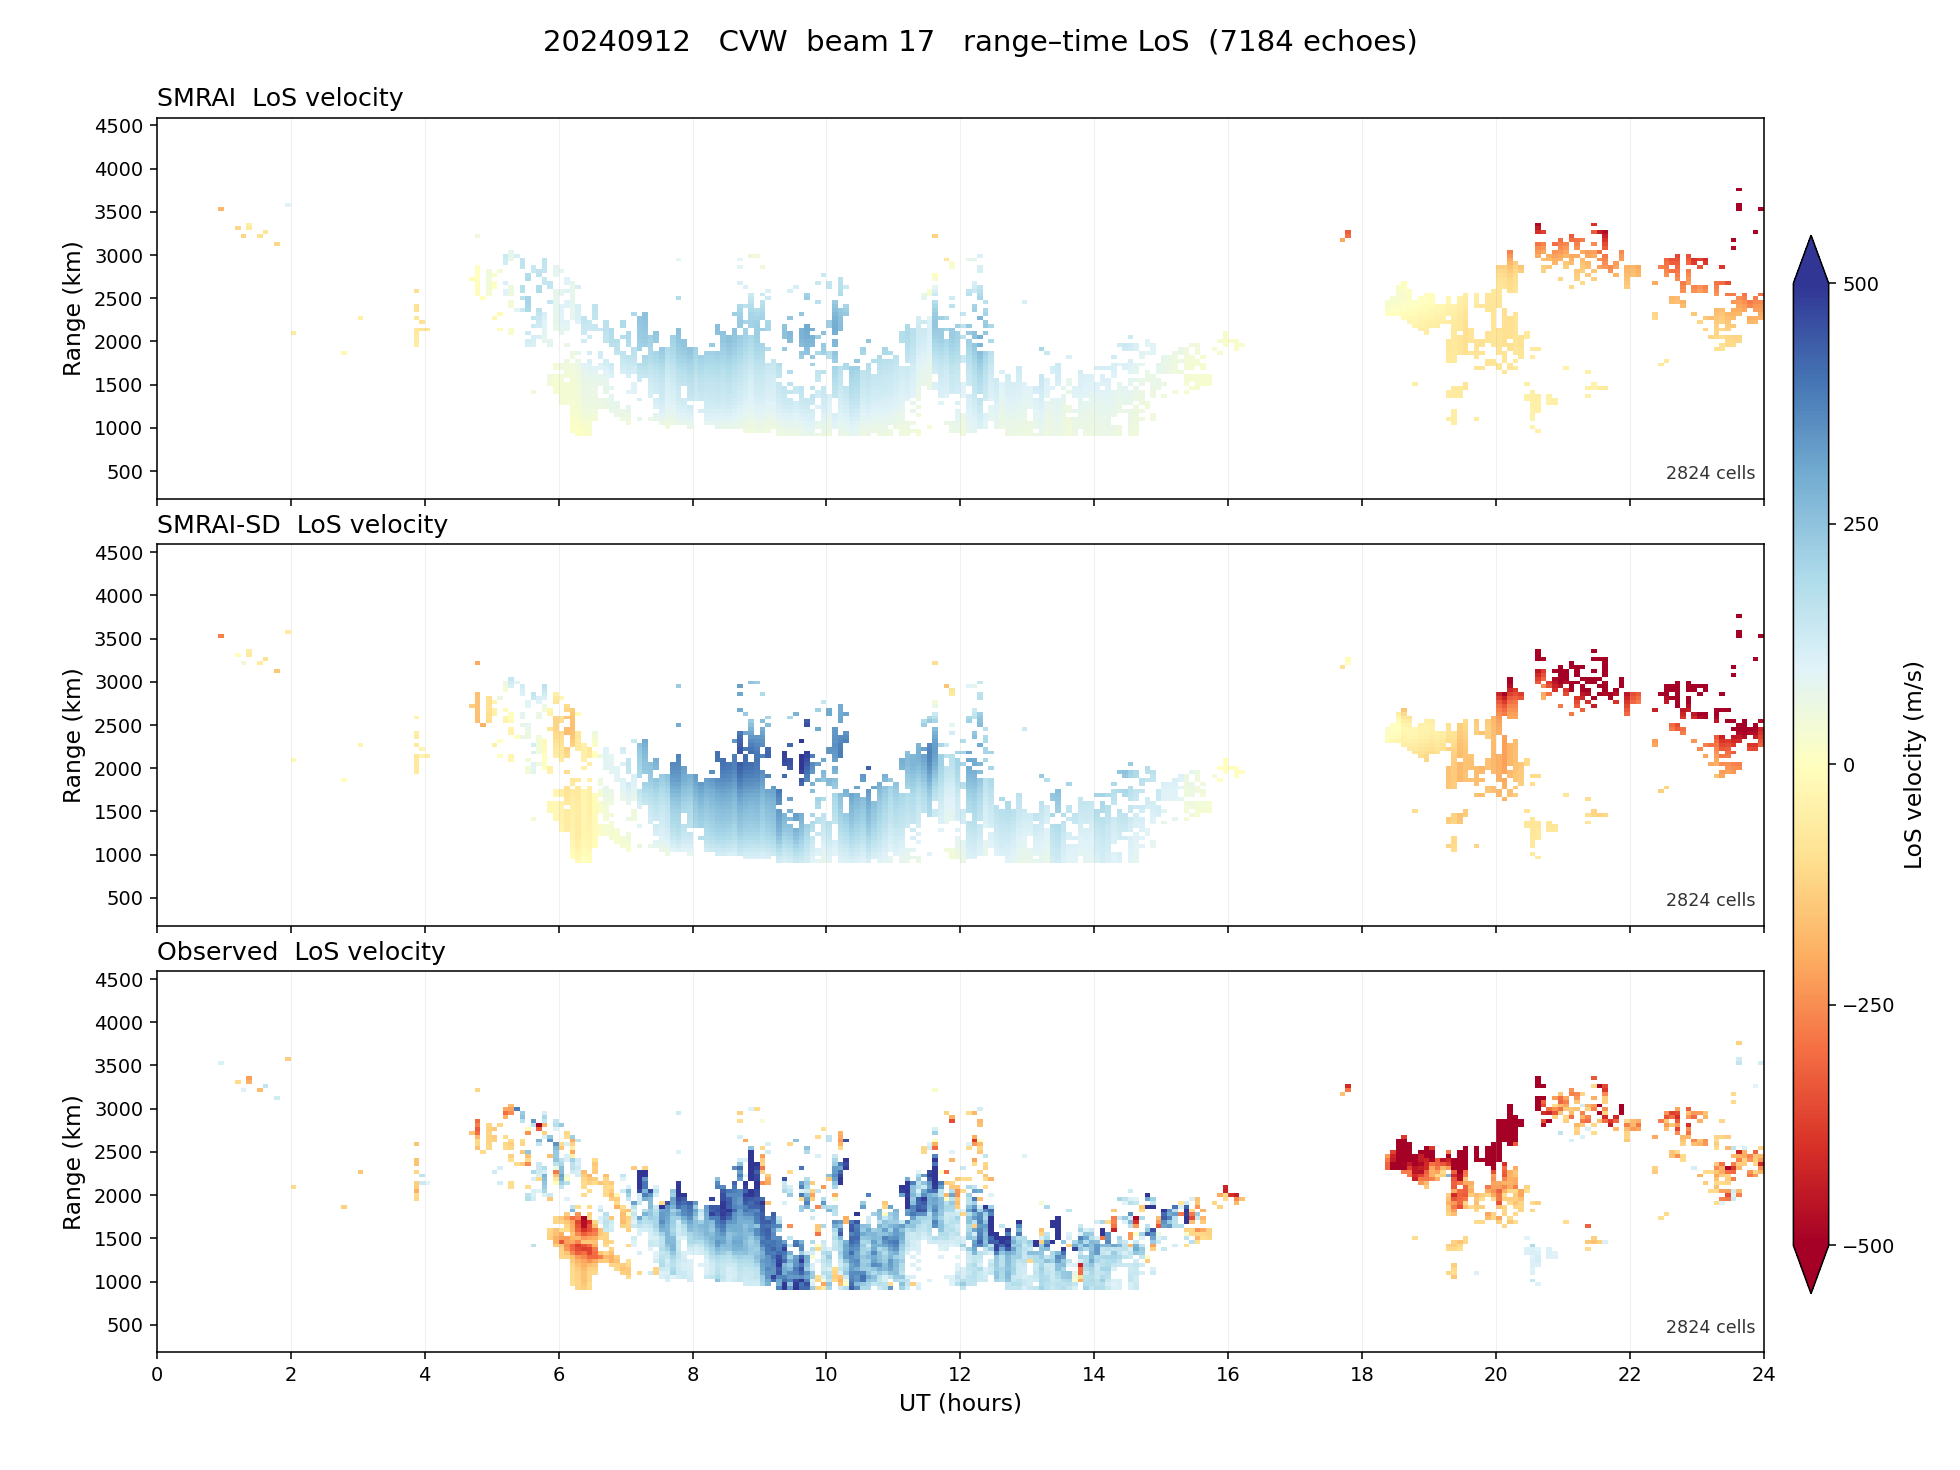 20240912   CVW  beam 17   range–time LoS  (7184 echoes)
SMRAI  LoS velocity
4500
4000
3500
3000
2500
2000
1500
1000
500
Range (km)
2824 cells
SMRAI-SD  LoS velocity
4500
4000
3500
3000
2500
2000
1500
1000
500
Range (km)
2824 cells
Observed  LoS velocity
4500
4000
3500
3000
2500
2000
1500
1000
500
Range (km)
2824 cells
0 2 4 6 8 10 12 14 16 18 20 22 24
UT (hours)
500
250
0
−250
−500
LoS velocity (m/s)